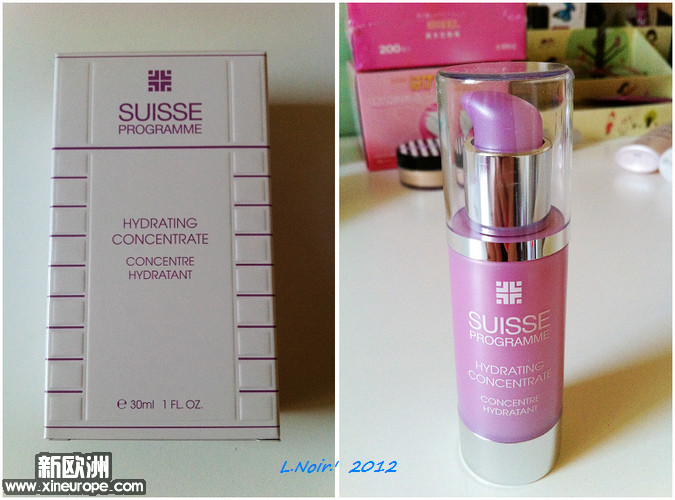 SUISSE
PROGRAMME
HYDRATING
CONCENTRATE
CONCENTRE
HYDRATANT
e 30ml 1 FL. OZ.
200
SUISSE
PROGRAMME
HYDRATING
CONCENTRATE
CONCENTRE
HYDRATANT
L.Noir! 2012
新欧洲
www.xineurope.com